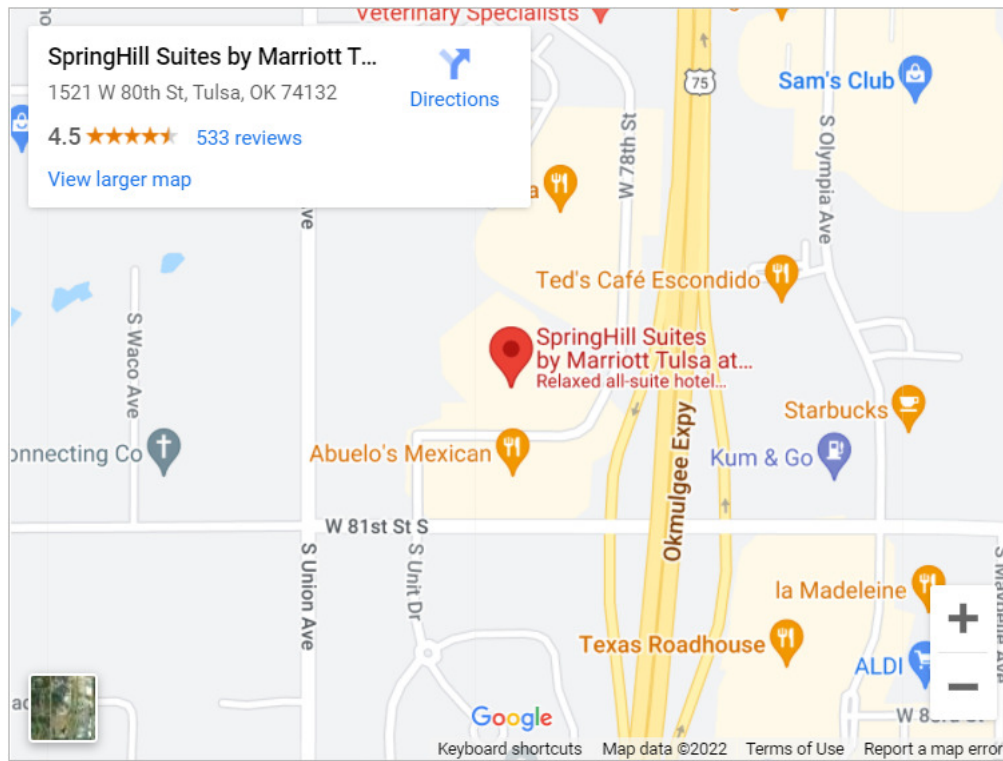 Veterinary Specialists
SpringHill Suites by Marriott T...
1521 W 80th St, Tulsa, OK 74132
4.5
533 reviews
Directions
View larger map
75
Sam's Club
W 78th St
S Olympia Ave
Ted's Café Escondido
SpringHill Suites
by Marriott Tulsa at...
Relaxed all-suite hotel...
S Waco Ave
Starbucks
onnecting Co
Abuelo's Mexican
Kum & Go
Okmulgee Expy
W 81st St S
S Union Ave
S Unit Dr
la Madeleine
Texas Roadhouse
ALDI
Google
Keyboard shortcuts
Map data ©2022
Terms of Use
Report a map error